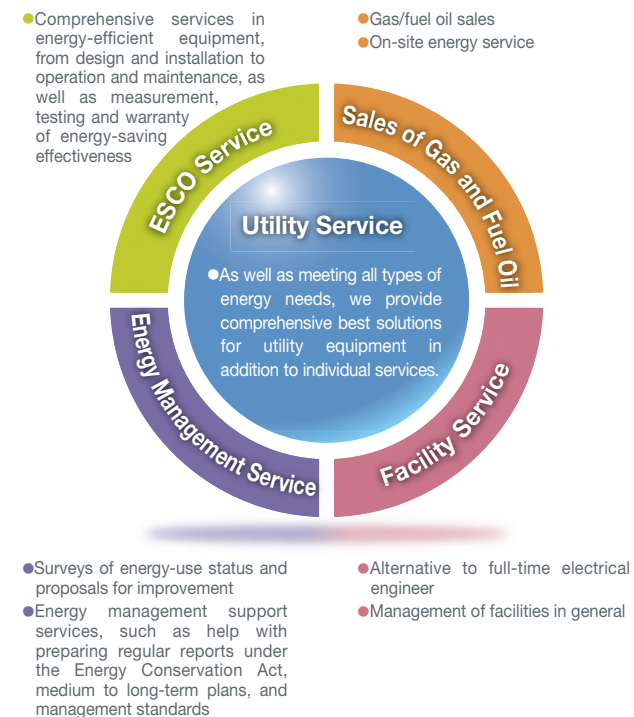 Comprehensive services in
energy-efficient equipment,
from design and installation to
operation and maintenance, as
well as measurement,
testing and warranty
of energy-saving
effectiveness
Gas/fuel oil sales
On-site energy service
ESCO Service
Sales of Gas and Fuel Oil
Utility Service
As well as meeting all types of
energy needs, we provide
comprehensive best solutions
for utility equipment in
addition to individual services.
Energy Management Service
Facility Service
Surveys of energy-use status and
proposals for improvement
Energy management support
services, such as help with
preparing regular reports under
the Energy Conservation Act,
medium to long-term plans, and
management standards
Alternative to full-time electrical
engineer
Management of facilities in general